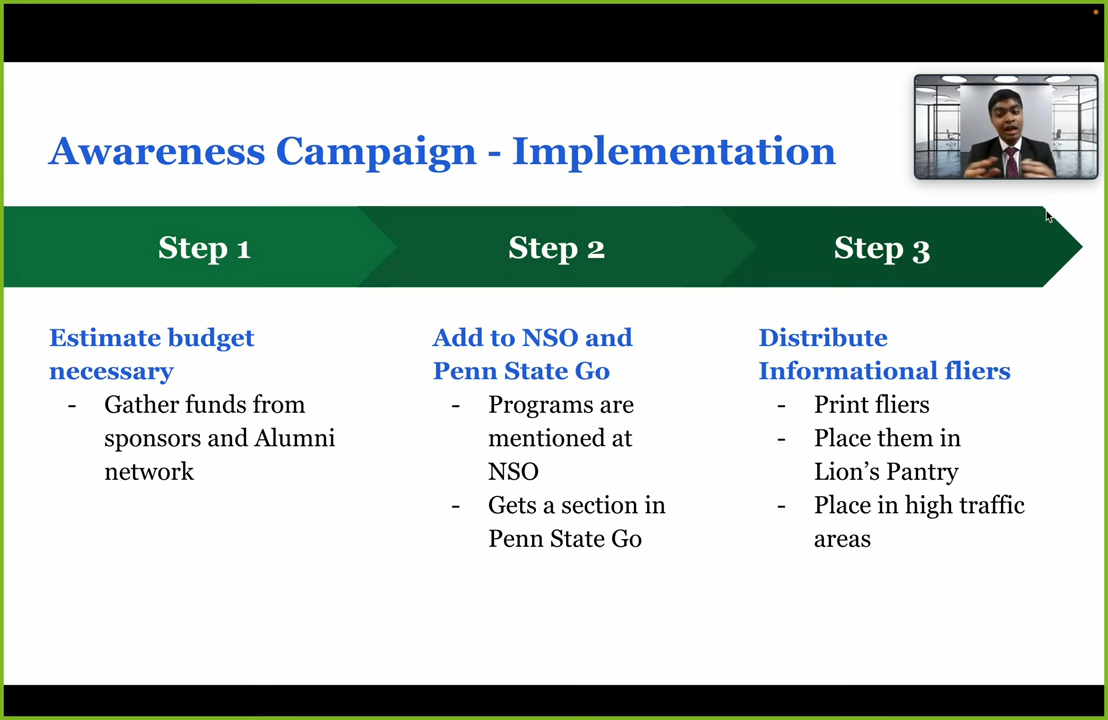 Awareness Campaign - Implementation
Step 1
Step 2
Step 3
Estimate budget
necessary
- Gather funds from
sponsors and Alumni
network
Add to NSO and
Penn State Go
- Programs are
mentioned at
NSO
- Gets a section in
Penn State Go
Distribute
Informational fliers
- Print fliers
- Place them in
Lion’s Pantry
- Place in high traffic
areas